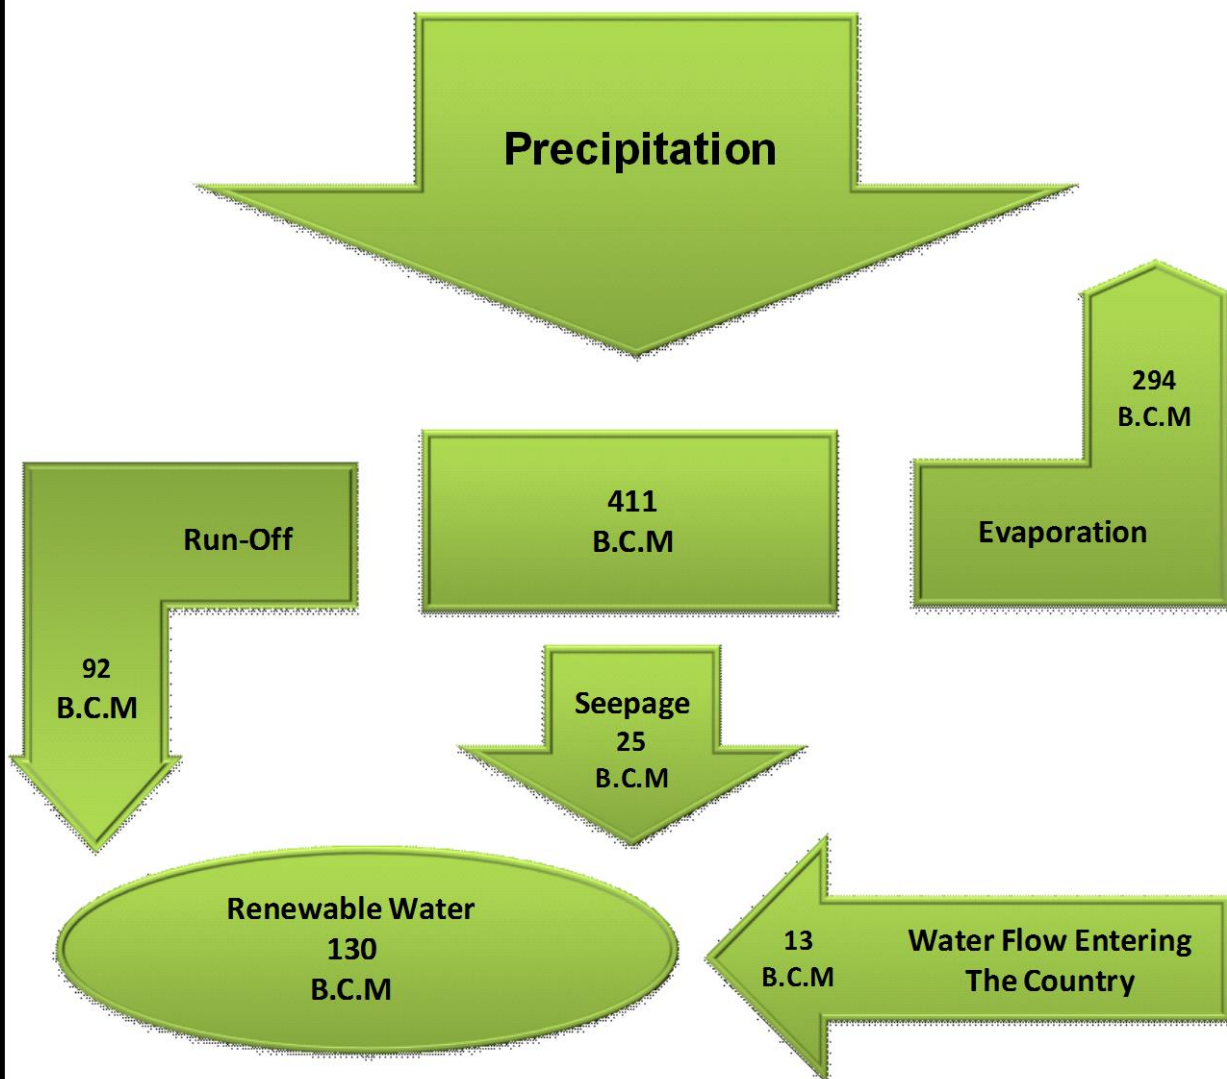 Precipitation
294
B.C.M
Evaporation
411
B.C.M
Run-Off
92
B.C.M
Seepage
25
B.C.M
Renewable Water
130
B.C.M
13
B.C.M
Water Flow Entering
The Country